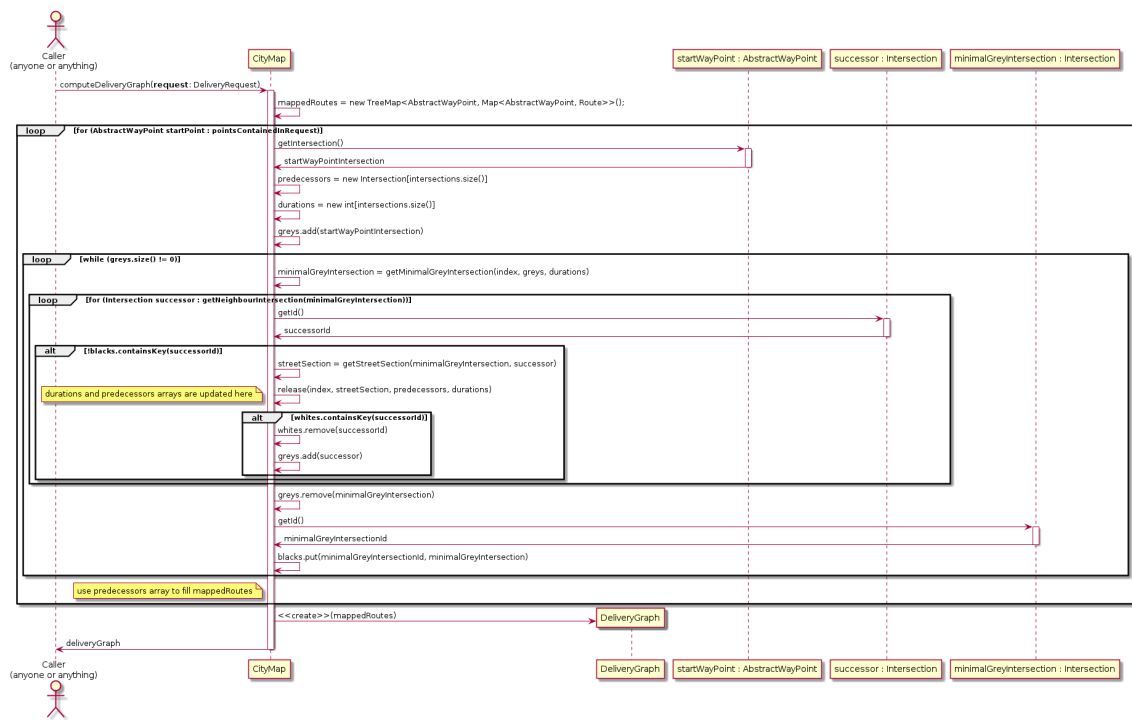 Caller
(anyone or anything)
CityMap
startWayPoint : AbstractWayPoint
successor : Intersection
minimalGreyIntersection : Intersection
computeDeliveryGraph(request: DeliveryRequest)
mappedRoutes = new TreeMap<AbstractWayPoint, Map<AbstractWayPoint, Route>>();
loop [for (AbstractWayPoint startPoint : pointsContainedInRequest)]
getIntersection()
startWayPointIntersection
predecessors = new Intersection[intersections.size()]
durations = new int[intersections.size()]
greys.add(startWayPointIntersection)
loop [while (greys.size() != 0)]
minimalGreyIntersection = getMinimalGreyIntersection(index, greys, durations)
loop [for (Intersection successor : getNeighbourIntersection(minimalGreyIntersection))]
getId()
successorId
alt [!blacks.containsKey(successorId)]
streetSection = getStreetSection(minimalGreyIntersection, successor)
durations and predecessors arrays are updated here
release(index, streetSection, predecessors, durations)
alt [whites.containsKey(successorId)]
whites.remove(successorId)
greys.add(successor)
greys.remove(minimalGreyIntersection)
getId()
minimalGreyIntersectionId
blacks.put(minimalGreyIntersectionId, minimalGreyIntersection)
use predecessors array to fill mappedRoutes
<<create>>(mappedRoutes)
DeliveryGraph
deliveryGraph
Caller
(anyone or anything)
CityMap
DeliveryGraph
startWayPoint : AbstractWayPoint
successor : Intersection
minimalGreyIntersection : Intersection